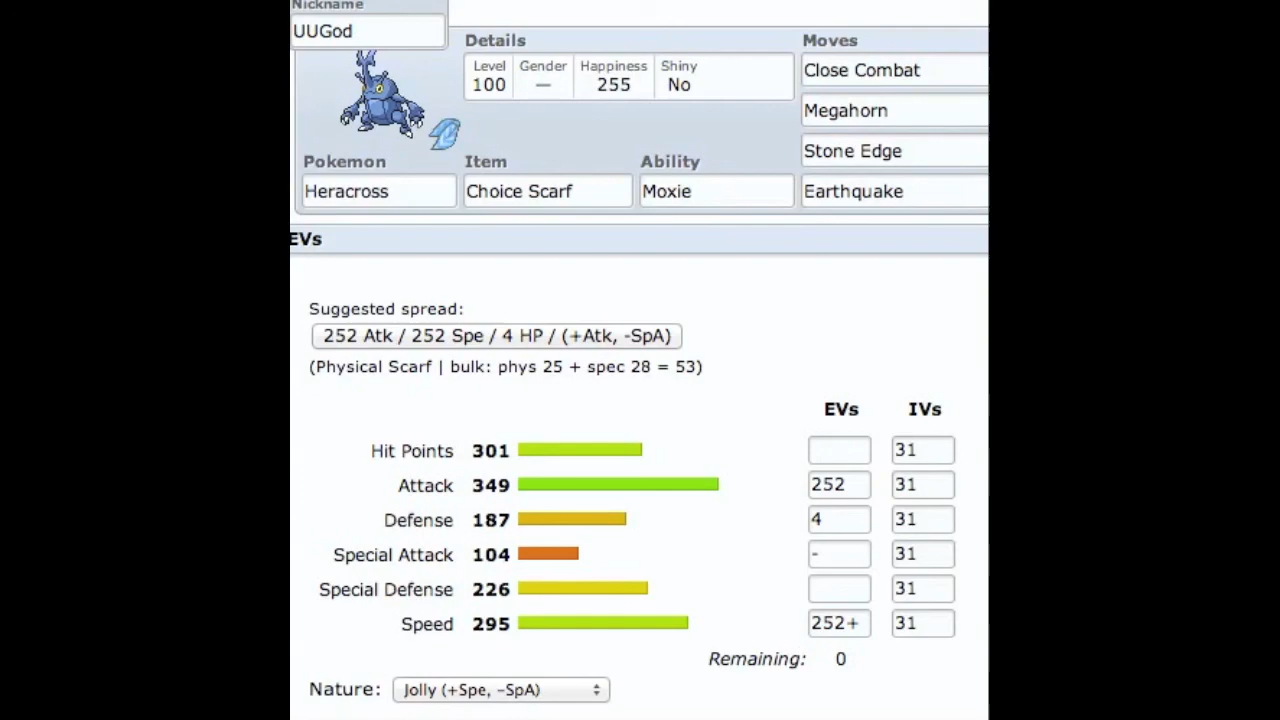 Nickname
UUGod
Details
Moves
Level Gender Happiness Shiny
100 — 255 No
Close Combat
Megahorn
Stone Edge
Earthquake
Pokemon Item Ability
Heracross Choice Scarf Moxie
EVs
Suggested spread:
252 Atk / 252 Spe / 4 HP / (+Atk, -SpA)
(Physical Scarf | bulk: phys 25 + spec 28 = 53)
EVs IVs
Hit Points 301 31
Attack 349 252 31
Defense 187 4 31
Special Attack 104 - 31
Special Defense 226 31
Speed 295 252+ 31
Remaining: 0
Nature: Jolly (+Spe, -SpA)